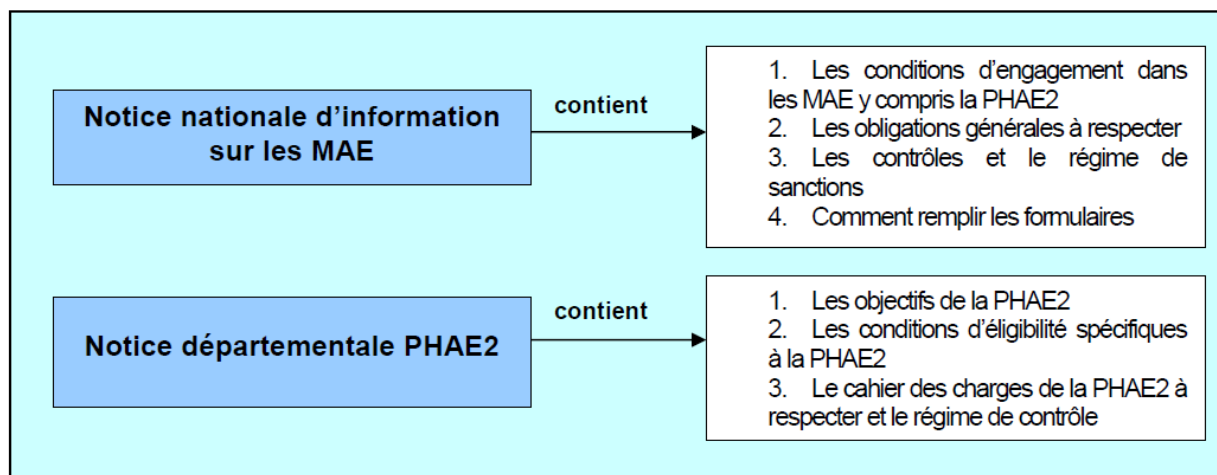 Notice nationale d'information
sur les MAE
contient
1. Les conditions d'engagement dans
les MAE y compris la PHAE2
2. Les obligations générales à respecter
3. Les contrôles et le régime de
sanctions
4. Comment remplir les formulaires
Notice départementale PHAE2
contient
1. Les objectifs de la PHAE2
2. Les conditions d'éligibilité spécifiques
à la PHAE2
3. Le cahier des charges de la PHAE2 à
respecter et le régime de contrôle